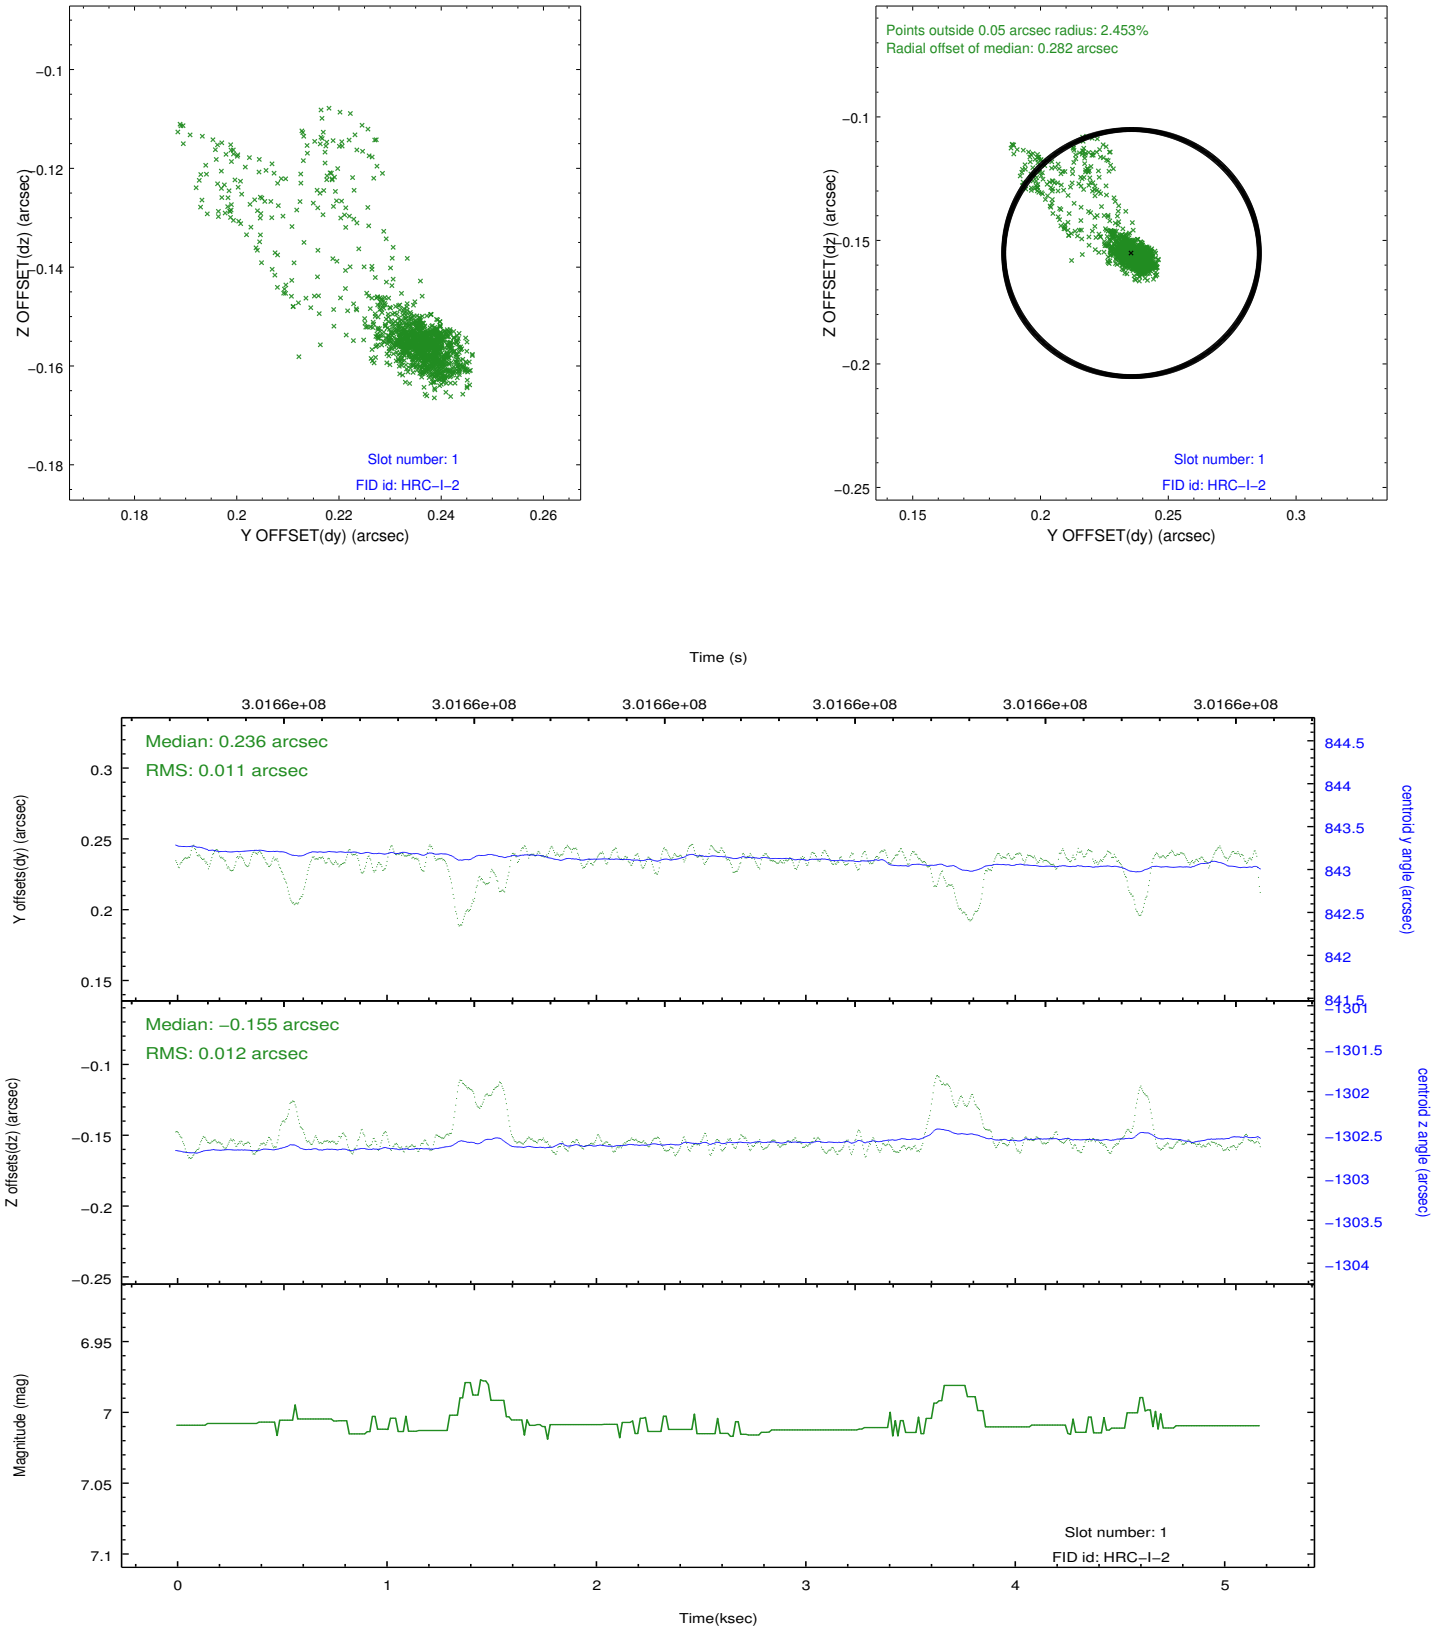 −0.1
−0.12
−0.14
−0.16
−0.18
Z OFFSET(dz) (arcsec)
Slot number: 1
FID id: HRC−I−2
0.18
0.2
0.22
0.24
0.26
Y OFFSET(dy) (arcsec)
Points outside 0.05 arcsec radius: 2.453%
Radial offset of median: 0.282 arcsec
−0.1
−0.15
−0.2
−0.25
Z OFFSET(dz) (arcsec)
Slot number: 1
FID id: HRC−I−2
0.15
0.2
0.25
0.3
Y OFFSET(dy) (arcsec)
Time (s)
3.0166e+08
3.0166e+08
3.0166e+08
3.0166e+08
3.0166e+08
3.0166e+08
Median: 0.236 arcsec
RMS: 0.011 arcsec
0.3
0.25
0.2
0.15
Y offsets(dy) (arcsec)
844.5
844
843.5
843
842.5
842
841.5
centroid y angle (arcsec)
Median: −0.155 arcsec
RMS: 0.012 arcsec
−0.1
−0.15
−0.2
−0.25
Z offsets(dz) (arcsec)
−1301
−1301.5
−1302
−1302.5
−1303
−1303.5
−1304
centroid z angle (arcsec)
6.95
7
7.05
7.1
Magnitude (mag)
Slot number: 1
FID id: HRC−I−2
0
1
2
3
4
5
Time(ksec)